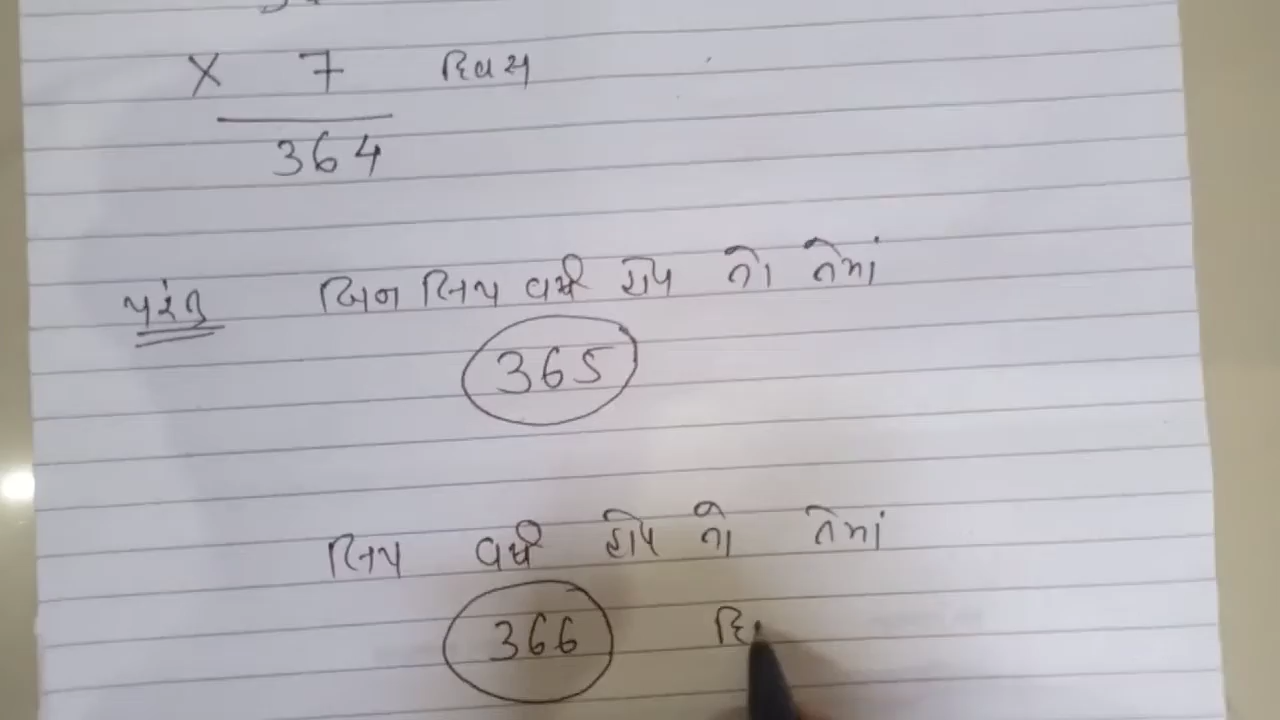 X 7 દિવસ
364
પરંતુ બિન લિપ વર્ષ હોય તો તેમાં
365
લિપ વર્ષ હોય તો તેમાં
366 દિ